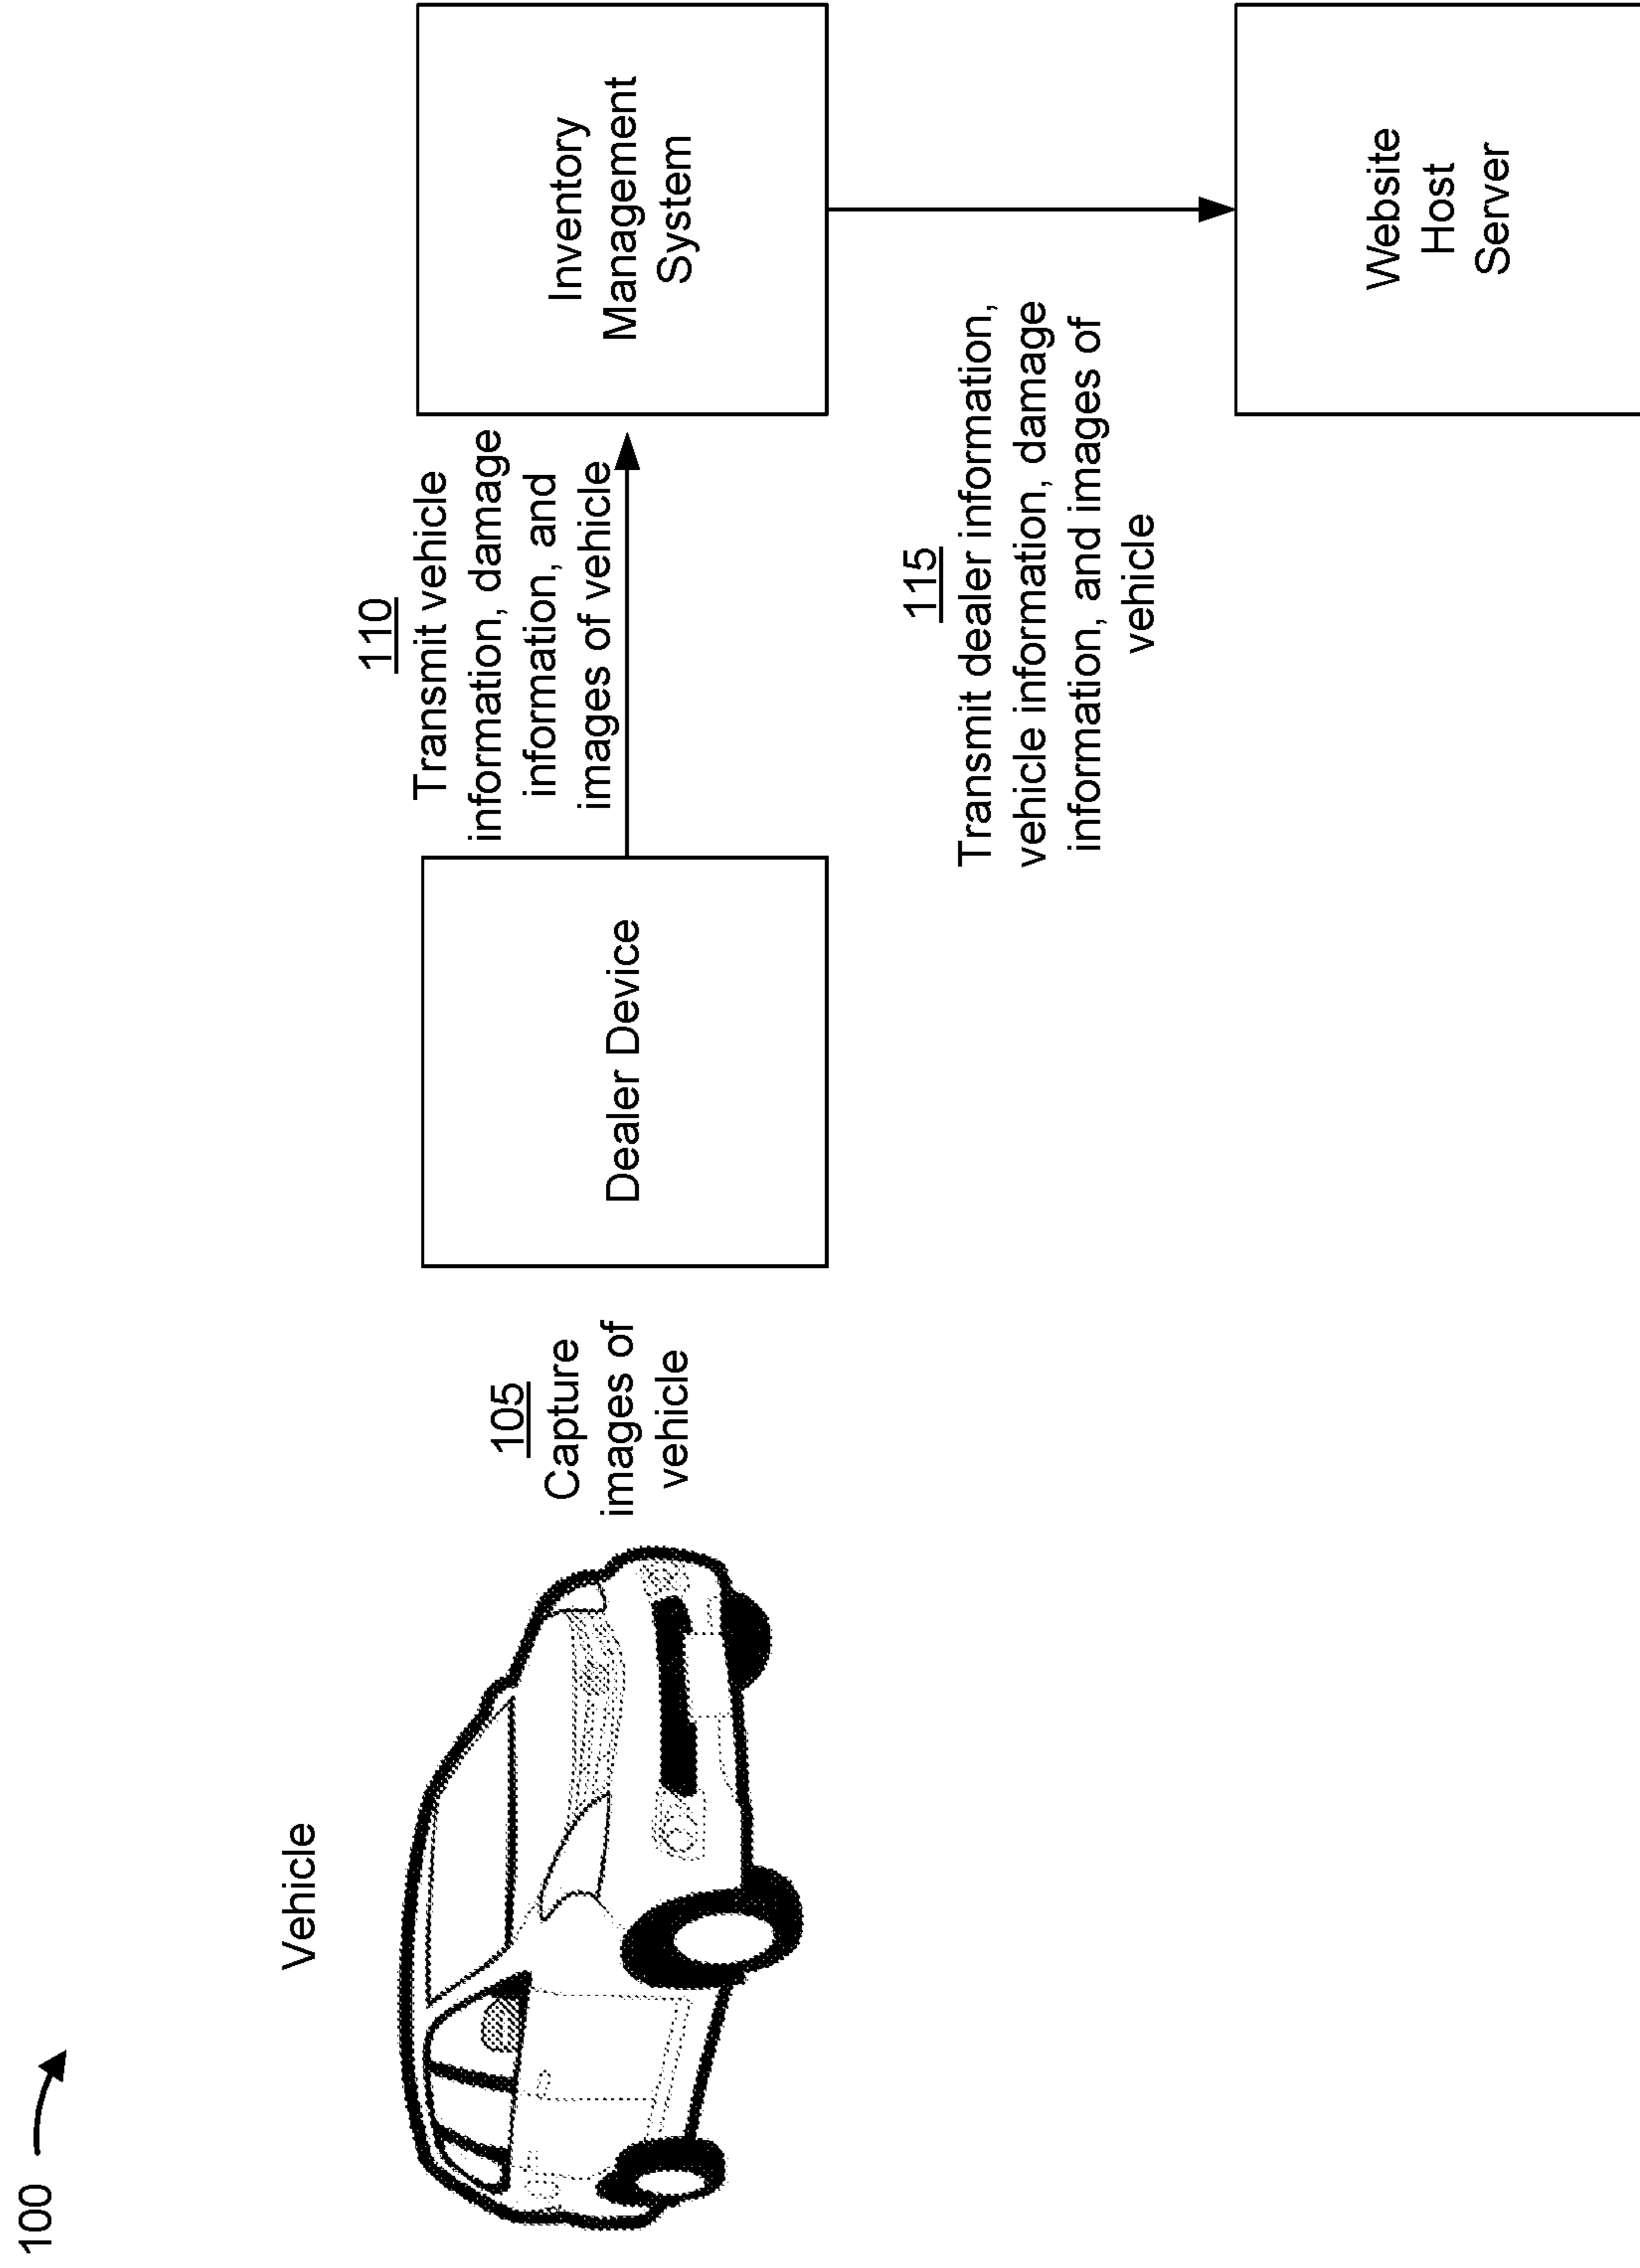 100
Vehicle
105
Capture
images of
vehicle
Dealer Device
110
Transmit vehicle
information, damage
information, and
images of vehicle
Inventory
Management
System
115
Transmit dealer information,
vehicle information, damage
information, and images of
vehicle
Website
Host
Server